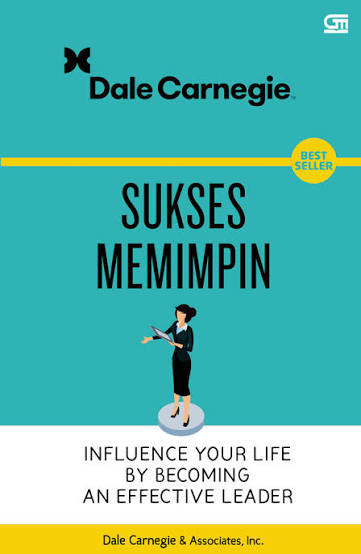 Dale Carnegie
BEST
SELLER
SUKSES
MEMIMPIN
INFLUENCE YOUR LIFE
BY BECOMING
AN EFFECTIVE LEADER
Dale Carnegie & Associates, Inc.